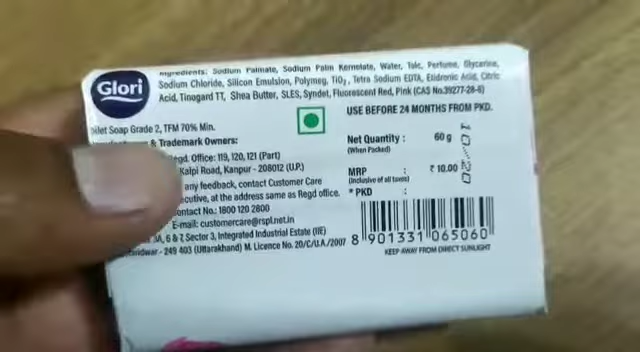 Glori
Ingredients: Sodium Palmate, Sodium Palm Kernelate, Water, Talc, Perfume, Glycerine,
Sodium Chloride, Silicon Emulsion, Polymeg, TiO₂, Tetra Sodium EDTA, Etidronic Acid, Citric
Acid, Tinogard TT, Shea Butter, SLES, Syndet, Fluorescent Red, Pink (CAS No.39277-28-6)
USE BEFORE 24 MONTHS FROM PKD.
ilet Soap Grade 2, TFM 70% Min.
& Trademark Owners:
egd. Office: 119, 120, 121 (Part)
Kalpi Road, Kanpur - 208012 (U.P.)
any feedback, contact Customer Care
ecutive, at the address same as Regd office.
ontact No.: 1800 120 2800
E-mail: customercare@rspl.net.in
3A, 6 & 7, Sector 3, Integrated Industrial Estate (IIE)
andwar - 249 403 (Uttarakhand) M. Licence No. 20/C/U.A./2007
Net Quantity : 60 g
(When Packed)
MRP : ₹ 10.00
(Inclusive of all taxes)
* PKD :
8 901331 065060
KEEP AWAY FROM DIRECT SUNLIGHT